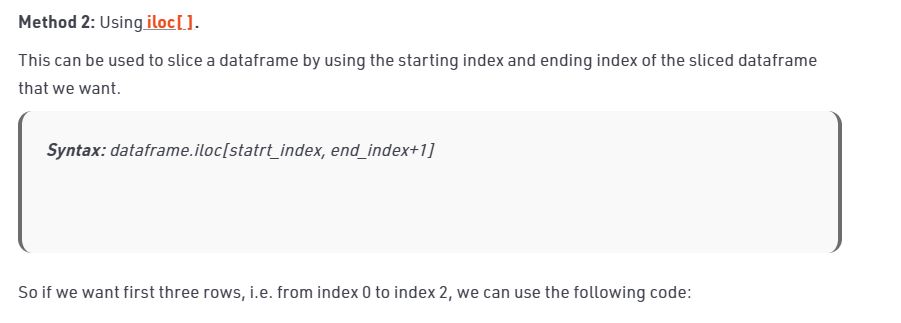 Method 2: Using iloc[ ].
This can be used to slice a dataframe by using the starting index and ending index of the sliced dataframe
that we want.
Syntax: dataframe.iloc[statrt_index, end_index+1]
So if we want first three rows, i.e. from index 0 to index 2, we can use the following code: